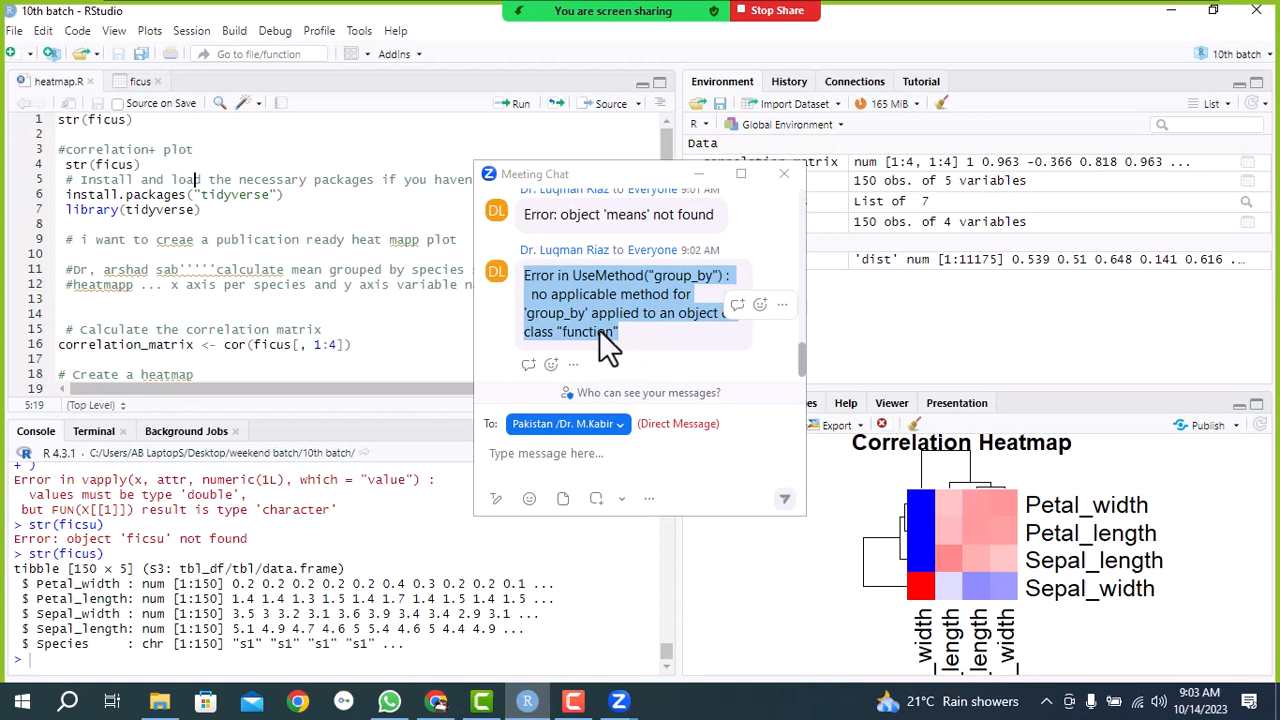 10th batch - RStudio
You are screen sharing
Stop Share
File Edit Code View Plots Session Build Debug Profile Tools Help
Go to file/function
Addins
10th batch
heatmap.R
ficus
Source on Save
Run
Source
1 str(ficus)
2
3 #correlation+ plot
4 str(ficus)
5 # Install and load the necessary packages if you haven
6 install.packages("tidyverse")
7 library(tidyverse)
8
9 # i want to creae a publication ready heat mapp plot
10
11 #Dr, arshad sab'''''calculate mean grouped by species
12 #heatmapp ... x axis per species and y axis variable na
13
14
15 # Calculate the correlation matrix
16 correlation_matrix <- cor(ficus[, 1:4])
17
18 # Create a heatmap
19
5:19
(Top Level)
Environment History Connections Tutorial
Import Dataset
165 MiB
List
R
Global Environment
Data
correlation_matrix num [1:4, 1:4] 1 0.963 -0.366 0.818 0.963 ...
150 obs. of 5 variables
List of 7
150 obs. of 4 variables
'dist' num [1:11175] 0.539 0.51 0.648 0.141 0.616 ...
Meeting Chat
Dr. Luqman Riaz to Everyone 9:01 AM
DL
Error: object 'means' not found
Dr. Luqman Riaz to Everyone 9:02 AM
DL
Error in UseMethod("group_by") :
no applicable method for
'group_by' applied to an object
class "function"
Who can see your messages?
To: Pakistan /Dr. M.Kabir (Direct Message)
Type message here...
Console Terminal Background Jobs
R 4.3.1 · C:/Users/AB LaptopS/Desktop/weekend batch/10th batch/
+ )
Error in vapply(x, attr, numeric(1L), which = "value") :
values must be type 'double',
but FUN(X[[1]]) result is type 'character'
> str(ficsu)
Error: object 'ficsu' not found
> str(ficus)
tibble [150 x 5] (S3: tbl_df/tbl/data.frame)
$ Petal_width : num [1:150] 0.2 0.2 0.2 0.2 0.2 0.4 0.3 0.2 0.2 0.1 ...
$ Petal_length: num [1:150] 1.4 1.4 1.3 1.5 1.4 1.7 1.4 1.5 1.4 1.5 ...
$ Sepal_width : num [1:150] 3.5 3 3.2 3.1 3.6 3.9 3.4 3.4 2.9 3.1 ...
$ Sepal_length: num [1:150] 5.1 4.9 4.7 4.6 5 5.4 4.6 5 4.4 4.9 ...
$ Species : chr [1:150] "s1" "s1" "s1" "s1" ...
>
Help Viewer Presentation
Export
Publish
Correlation Heatmap
Petal_width
Petal_length
Sepal_length
Sepal_width
_width
length
length
_width
21°C Rain showers
9:03 AM
10/14/2023